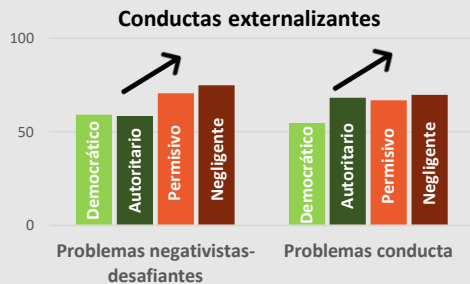 Conductas externalizantes
100
50
0
Democrático
Autoritario
Permisivo
Negligente
Democrático
Autoritario
Permisivo
Negligente
Problemas negativistas-
desafiantes
Problemas conducta